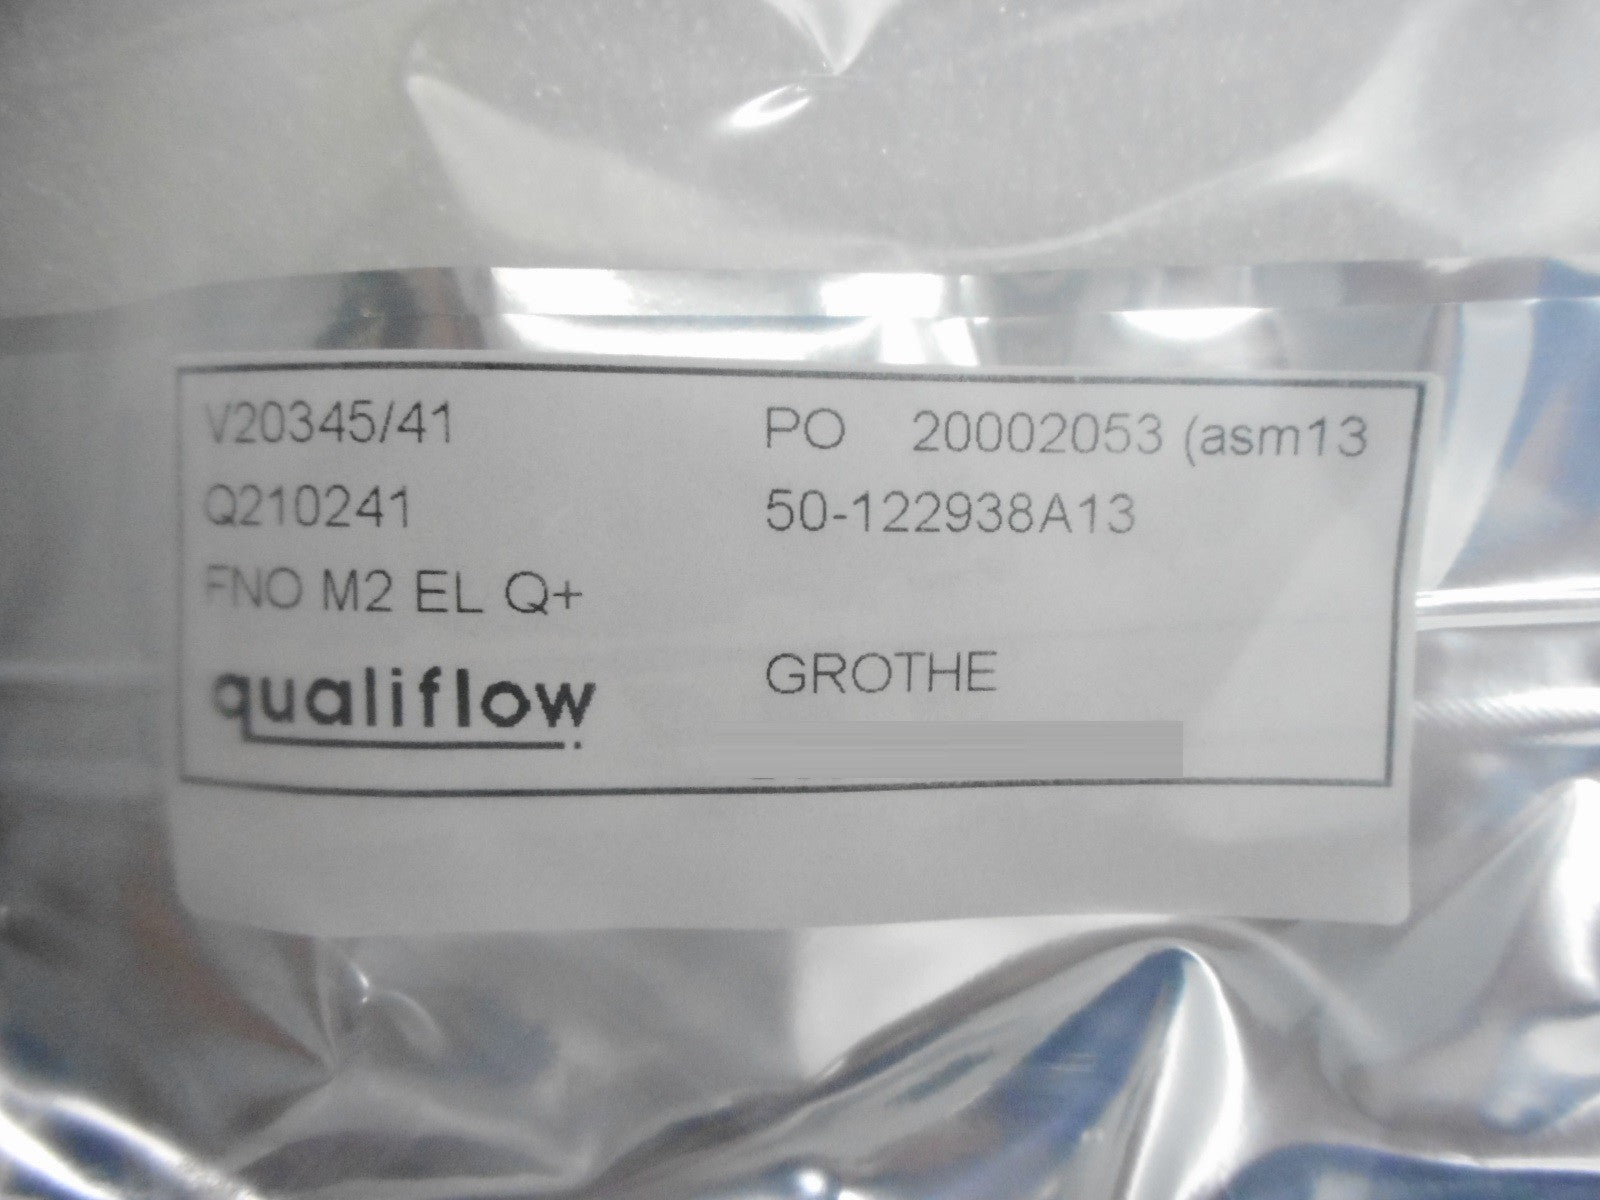 V20345/41 PO 20002053 (asm13
Q210241 50-122938A13
FNO M2 EL Q+
GROTHE
qualiflow